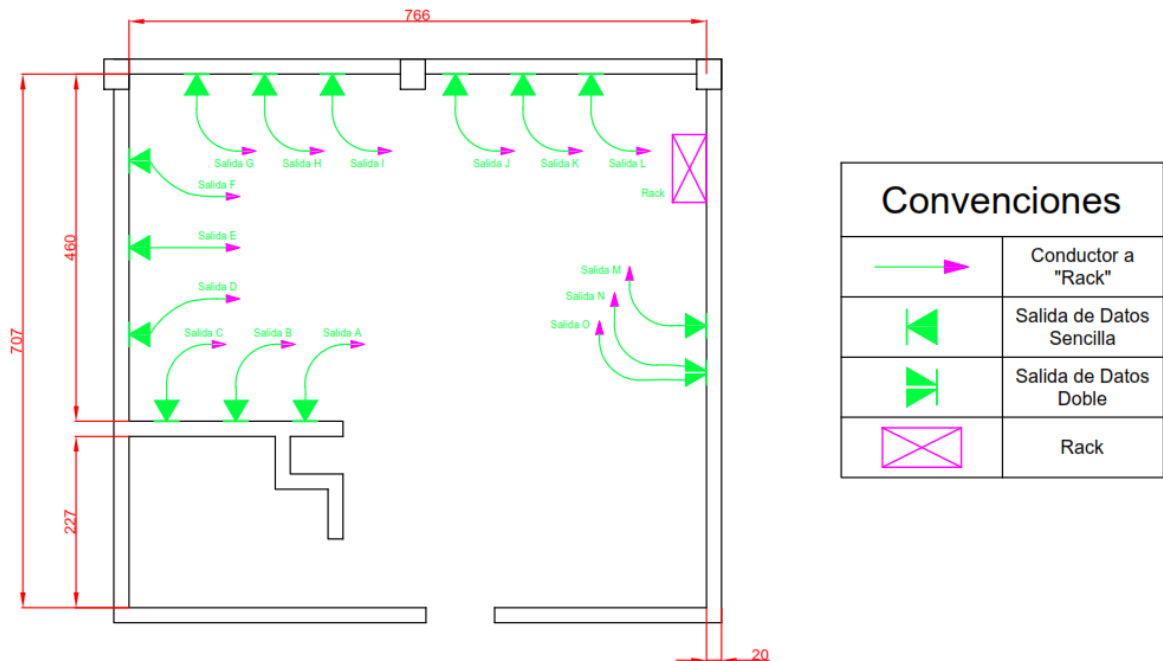 766
Salida G
Salida H
Salida I
Salida J
Salida K
Salida L
Salida F
Rack
Salida E
460
Salida M
Salida D
Salida N
Salida C
Salida B
Salida A
Salida O
707
227
20
Convenciones
Conductor a
"Rack"
Salida de Datos
Sencilla
Salida de Datos
Doble
Rack